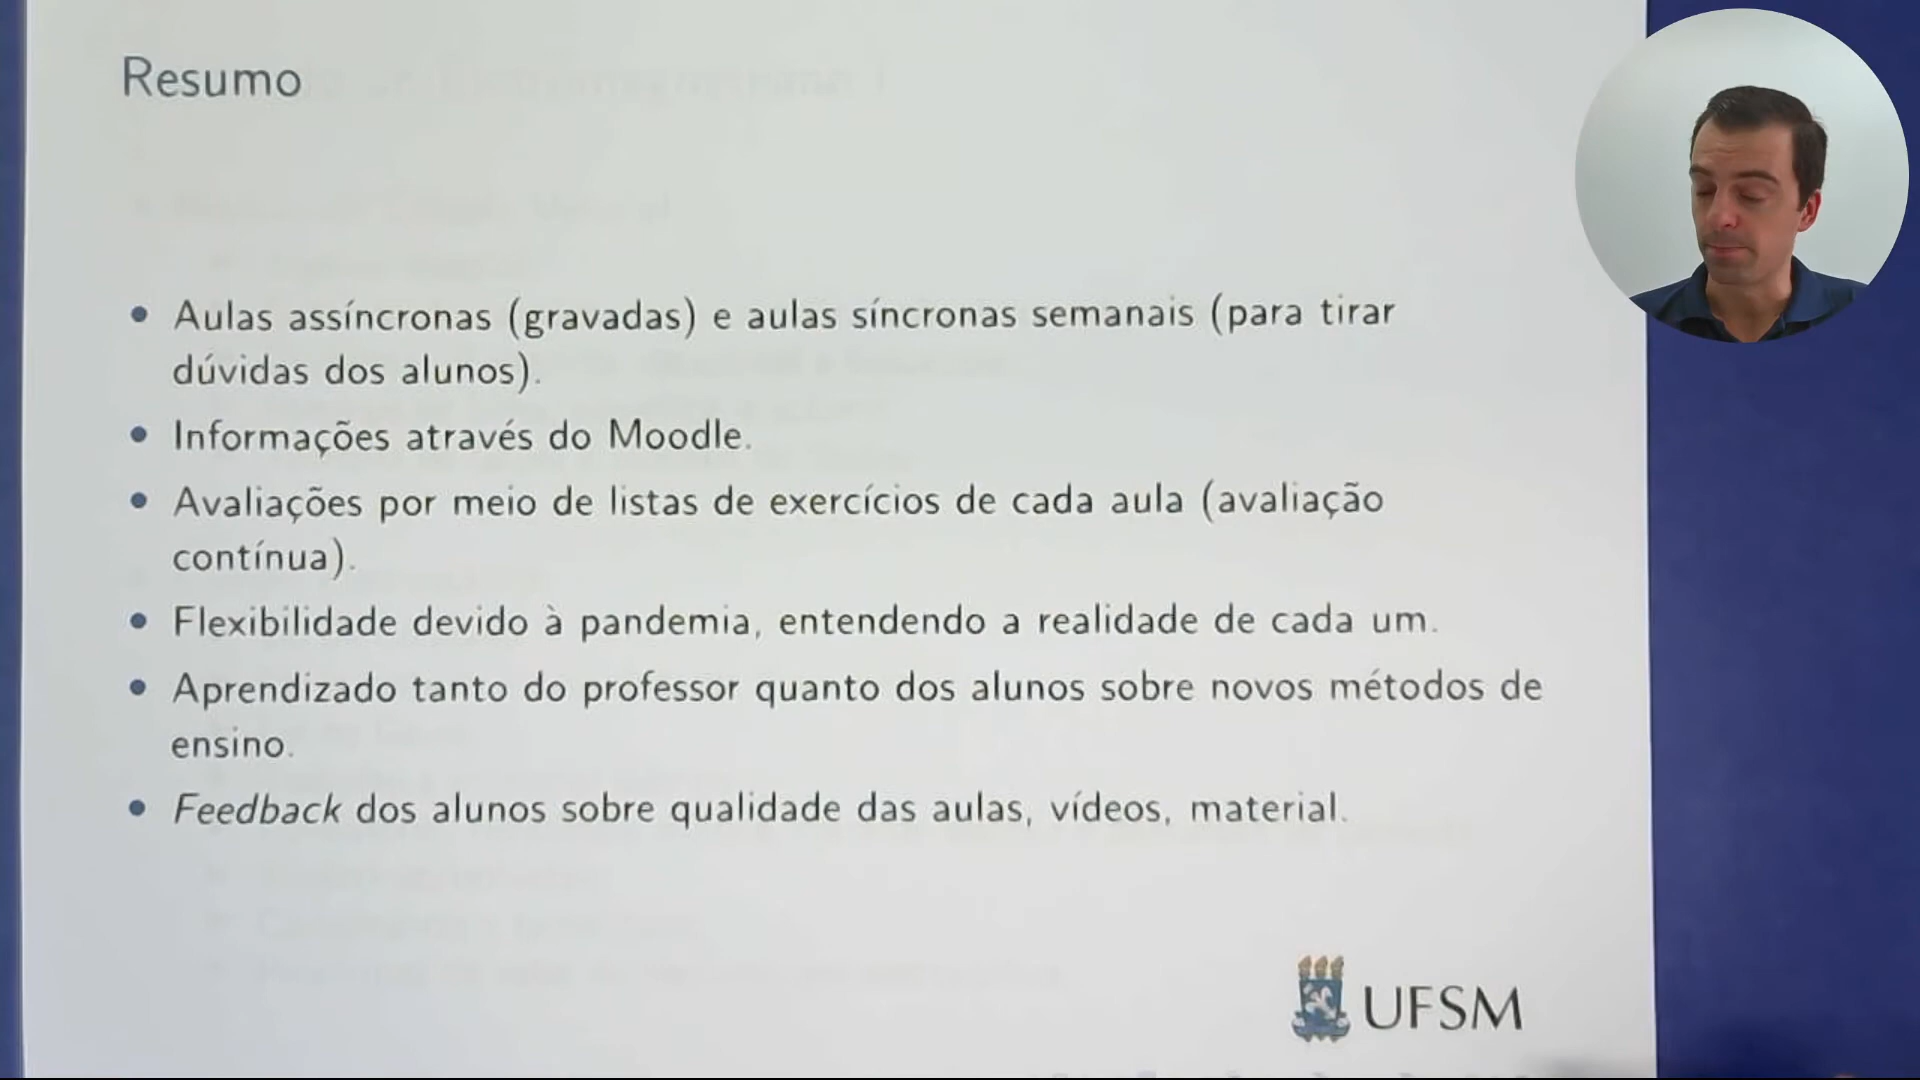 Resumo
• Aulas assíncronas (gravadas) e aulas síncronas semanais (para tirar
dúvidas dos alunos).
• Informações através do Moodle.
• Avaliações por meio de listas de exercícios de cada aula (avaliação
contínua).
• Flexibilidade devido à pandemia, entendendo a realidade de cada um.
• Aprendizado tanto do professor quanto dos alunos sobre novos métodos de
ensino.
• Feedback dos alunos sobre qualidade das aulas, vídeos, material.
UFSM